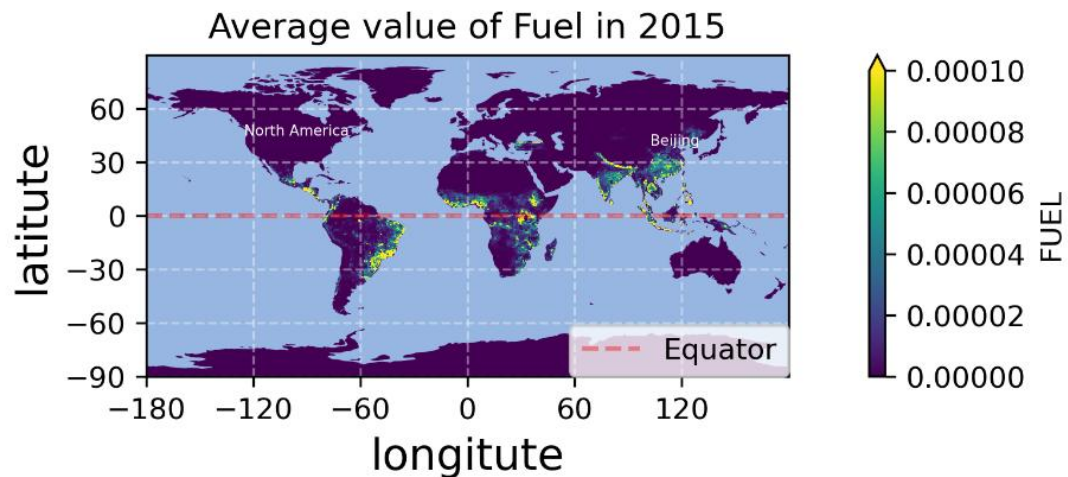 Average value of Fuel in 2015
latitute
60
30
0
−30
−60
−90
North America
Beijing
Equator
−180 −120 −60 0 60 120
longitute
0.00010
0.00008
0.00006
0.00004
0.00002
0.00000
FUEL